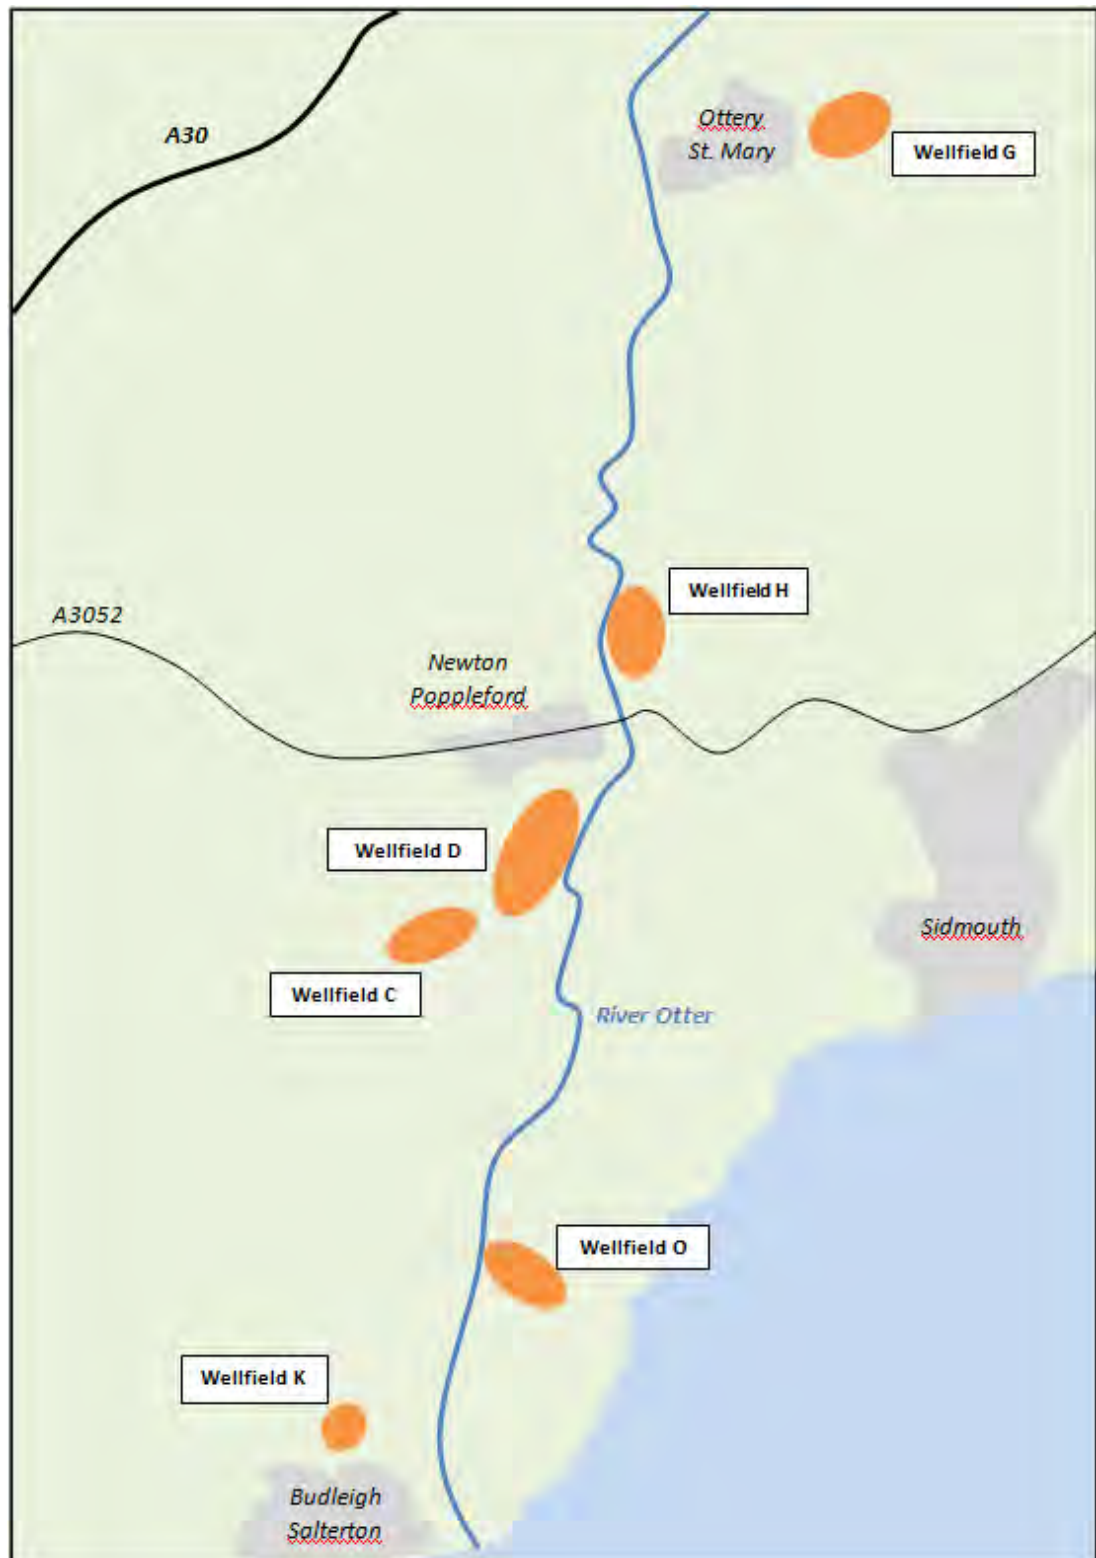 A30
Ottery
St. Mary
Wellfield G
Wellfield H
A3052
Newton
Poppleford
Wellfield D
Sidmouth
Wellfield C
River Otter
Wellfield O
Wellfield K
Budleigh
Salterton